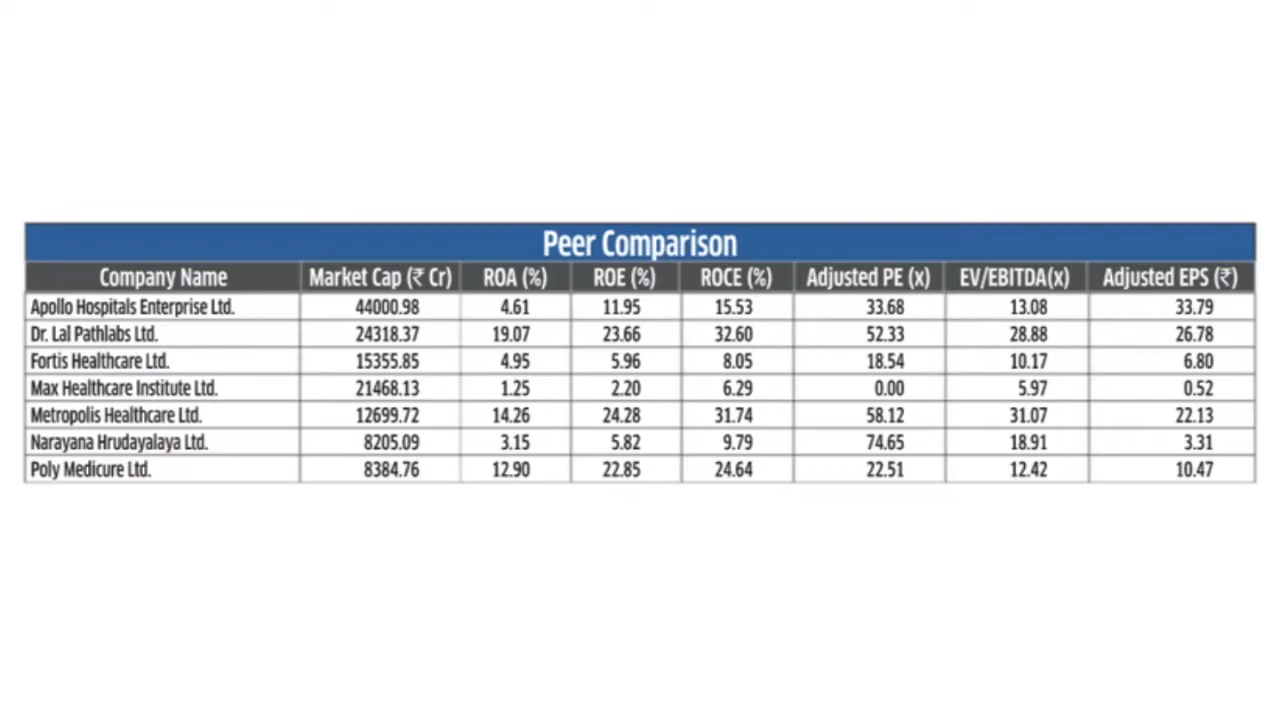 Peer Comparison
Company Name Market Cap (₹ Cr) ROA (%) ROE (%) ROCE (%) Adjusted PE (x) EV/EBITDA(x) Adjusted EPS (₹)
Apollo Hospitals Enterprise Ltd. 44000.98 4.61 11.95 15.53 33.68 13.08 33.79
Dr. Lal Pathlabs Ltd. 24318.37 19.07 23.66 32.60 52.33 28.88 26.78
Fortis Healthcare Ltd. 15355.85 4.95 5.96 8.05 18.54 10.17 6.80
Max Healthcare Institute Ltd. 21468.13 1.25 2.20 6.29 0.00 5.97 0.52
Metropolis Healthcare Ltd. 12699.72 14.26 24.28 31.74 58.12 31.07 22.13
Narayana Hrudayalaya Ltd. 8205.09 3.15 5.82 9.79 74.65 18.91 3.31
Poly Medicure Ltd. 8384.76 12.90 22.85 24.64 22.51 12.42 10.47